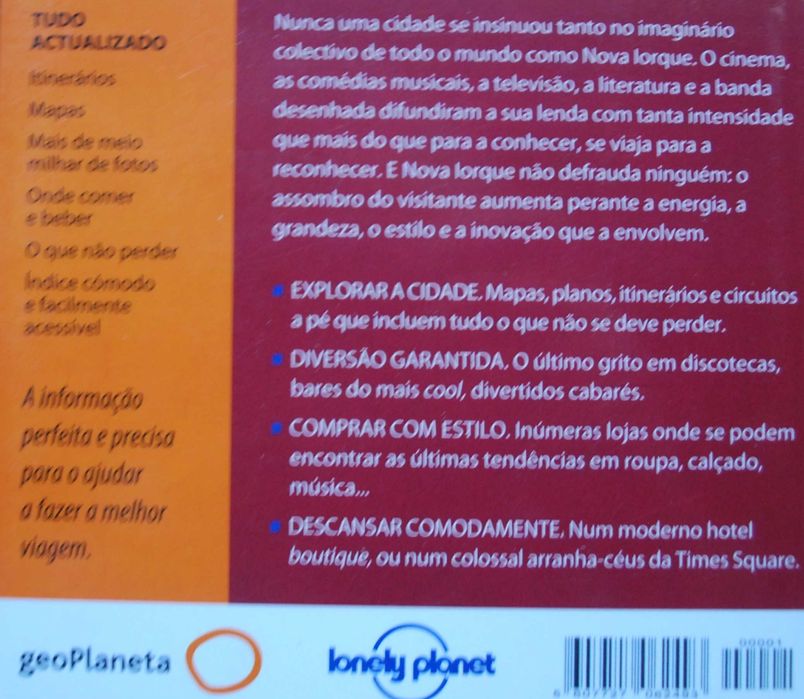 TUDO
ACTUALIZADO
Itinerários
Mapas
Mais de meio
milhar de fotos
Onde comer
e beber
O que não perder
Índice cómodo
e facilmente
acessível
A informação
perfeita e precisa
para o ajudar
a fazer a melhor
viagem.
Nunca uma cidade se insinuou tanto no imaginário
colectivo de todo o mundo como Nova Iorque. O cinema,
as comédias musicais, a televisão, a literatura e a banda
desenhada difundiram a sua lenda com tanta intensidade
que mais do que para a conhecer, se viaja para a
reconhecer. E Nova Iorque não defrauda ninguém: o
assombro do visitante aumenta perante a energia, a
grandeza, o estilo e a inovação que a envolvem.
EXPLORAR A CIDADE. Mapas, planos, itinerários e circuitos
a pé que incluem tudo o que não se deve perder.
DIVERSÃO GARANTIDA. O último grito em discotecas,
bares do mais cool, divertidos cabarés.
COMPRAR COM ESTILO. Inúmeras lojas onde se podem
encontrar as últimas tendências em roupa, calçado,
música...
DESCANSAR COMODAMENTE. Num moderno hotel
boutique, ou num colossal arranha-céus da Times Square.
geoPlaneta
lonely planet
00001